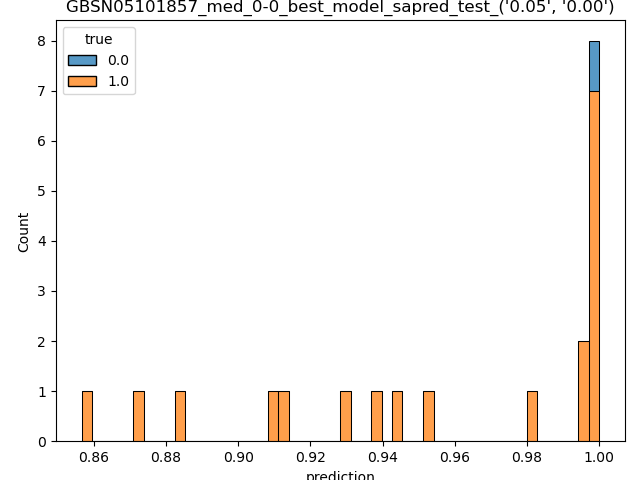 GBSN05101857_med_0-0_best_model_sapred_test_('0.05', '0.00')
true
0.0
1.0
Count
8
7
6
5
4
3
2
1
0
0.86 0.88 0.90 0.92 0.94 0.96 0.98 1.00
prediction